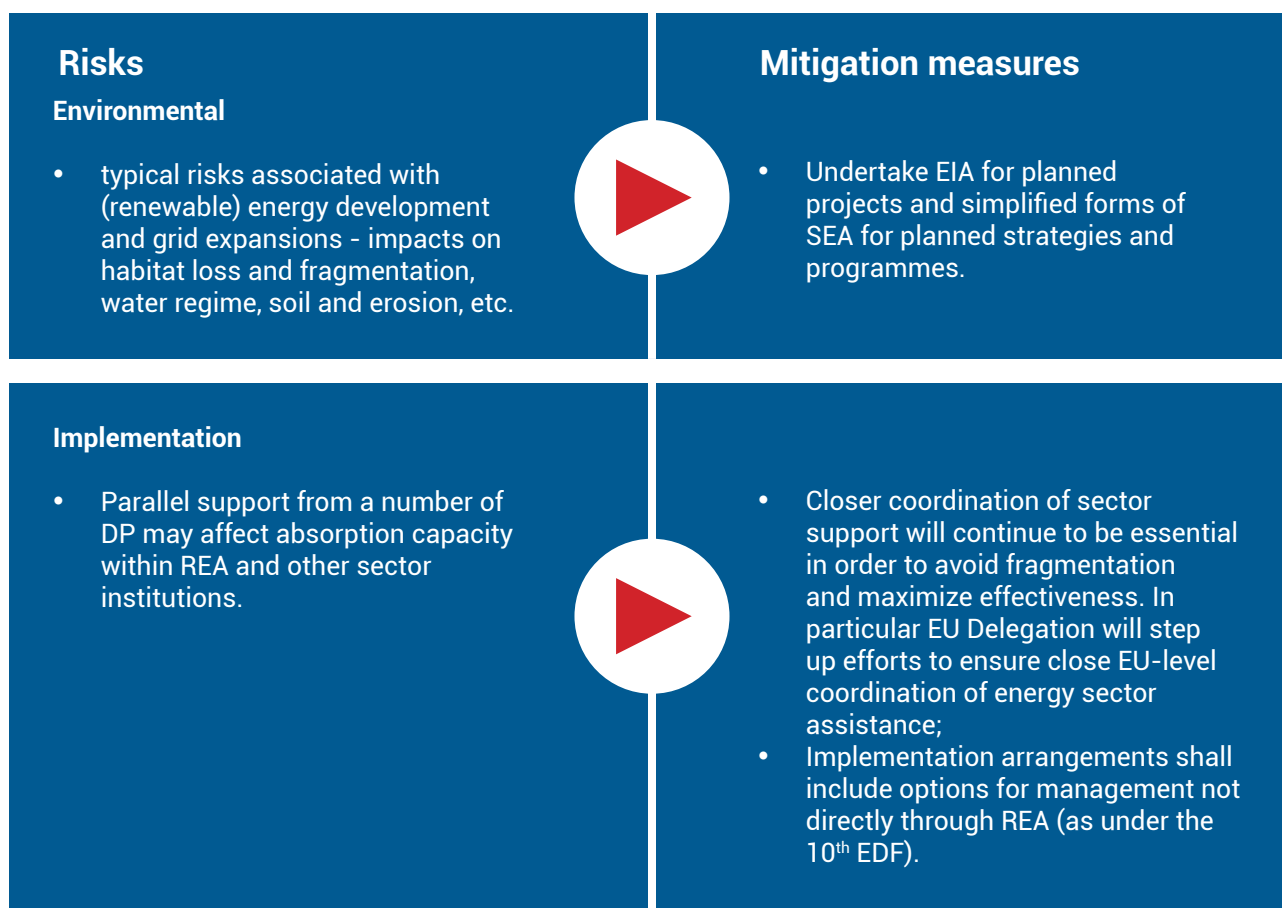 Risks
Mitigation measures
Environmental
• typical risks associated with
(renewable) energy development
and grid expansions - impacts on
habitat loss and fragmentation,
water regime, soil and erosion, etc.
• Undertake EIA for planned
projects and simplified forms of
SEA for planned strategies and
programmes.
Implementation
• Parallel support from a number of
DP may affect absorption capacity
within REA and other sector
institutions.
• Closer coordination of sector
support will continue to be essential
in order to avoid fragmentation
and maximize effectiveness. In
particular EU Delegation will step
up efforts to ensure close EU-level
coordination of energy sector
assistance;
• Implementation arrangements shall
include options for management not
directly through REA (as under the
10th EDF).